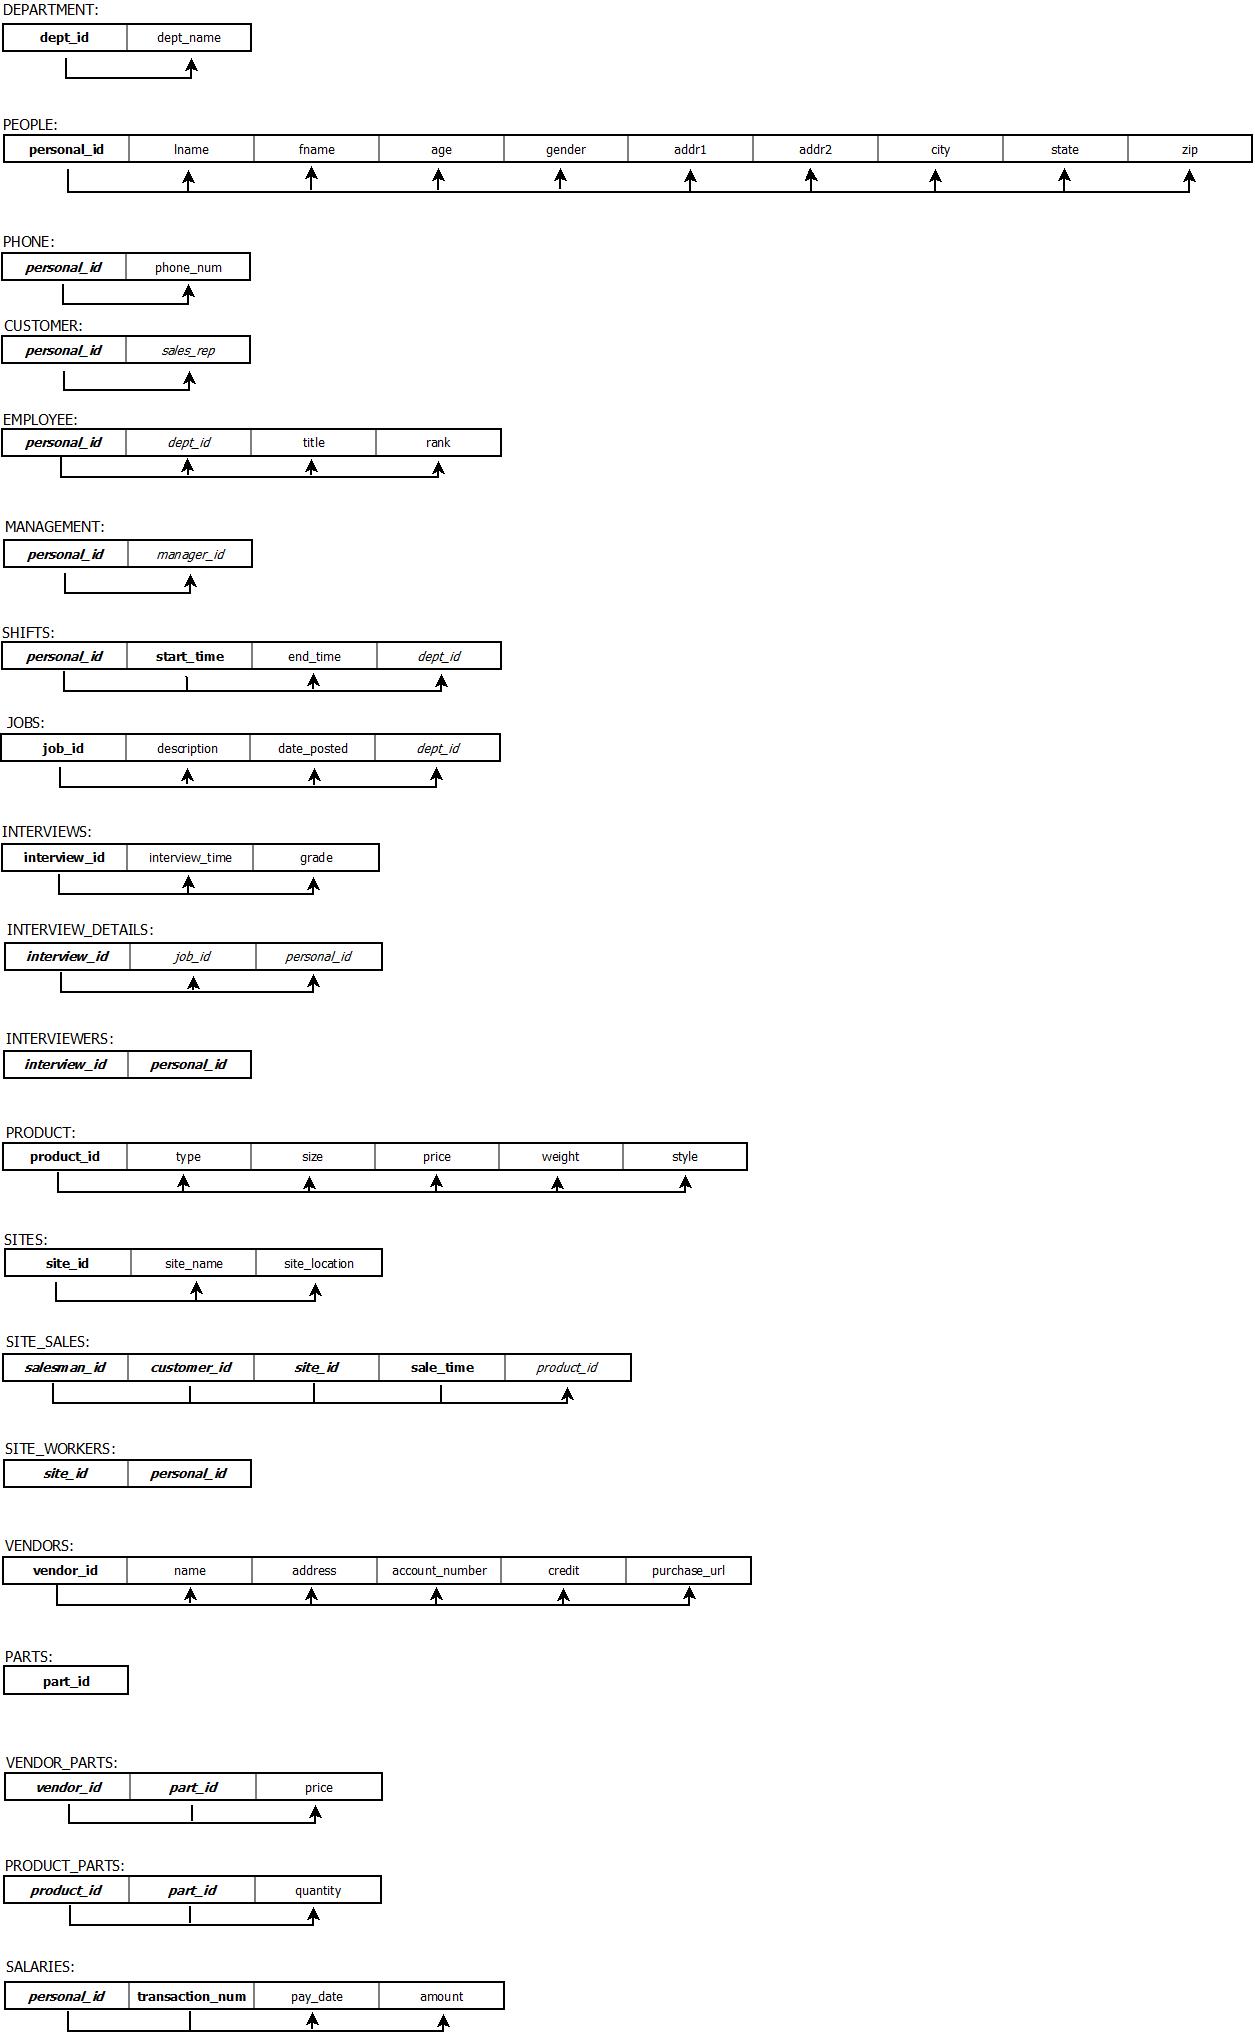 DEPARTMENT:
dept_id dept_name
PEOPLE:
personal_id lname fname age gender addr1 addr2 city state zip
PHONE:
personal_id phone_num
CUSTOMER:
personal_id sales_rep
EMPLOYEE:
personal_id dept_id title rank
MANAGEMENT:
personal_id manager_id
SHIFTS:
personal_id start_time end_time dept_id
JOBS:
job_id description date_posted dept_id
INTERVIEWS:
interview_id interview_time grade
INTERVIEW_DETAILS:
interview_id job_id personal_id
INTERVIEWERS:
interview_id personal_id
PRODUCT:
product_id type size price weight style
SITES:
site_id site_name site_location
SITE_SALES:
salesman_id customer_id site_id sale_time product_id
SITE_WORKERS:
site_id personal_id
VENDORS:
vendor_id name address account_number credit purchase_url
PARTS:
part_id
VENDOR_PARTS:
vendor_id part_id price
PRODUCT_PARTS:
product_id part_id quantity
SALARIES:
personal_id transaction_num pay_date amount